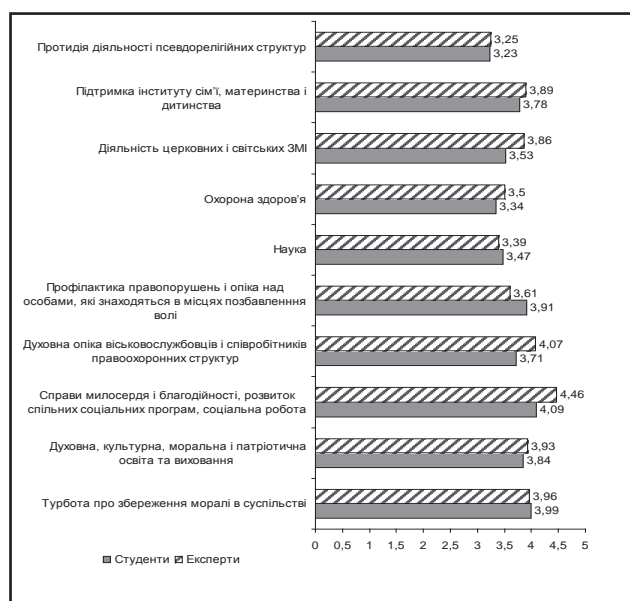 Протидія діяльності псевдорелігійних структур
3,25
3,23
Підтримка інституту сім'ї, материнства і
дитинства
3,89
3,78
Діяльність церковних і світських ЗМІ
3,86
3,53
Охорона здоров'я
3,5
3,34
Наука
3,39
3,47
Профілактика правопорушень і опіка над
особами, які знаходяться в місцях позбавленння
волі
3,61
3,91
Духовна опіка віськовослужбовців і співробітників
правоохоронних структур
4,07
3,71
Справи милосердя і благодійності, розвиток
спільних соціальних програм, соціальна робота
4,46
4,09
Духовна, культурна, моральна і патріотична
освіта та виховання
3,93
3,84
Турбота про збереження моралі в суспільстві
3,96
3,99
0 0,5 1 1,5 2 2,5 3 3,5 4 4,5 5
Студенти Експерти